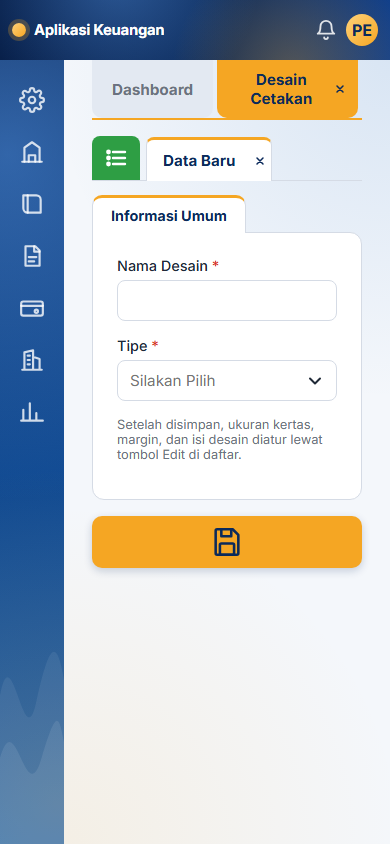 Aplikasi Keuangan
PE
Dashboard
Desain
Cetakan
Data Baru
Informasi Umum
Nama Desain *
Tipe *
Silakan Pilih
Setelah disimpan, ukuran kertas,
margin, dan isi desain diatur lewat
tombol Edit di daftar.